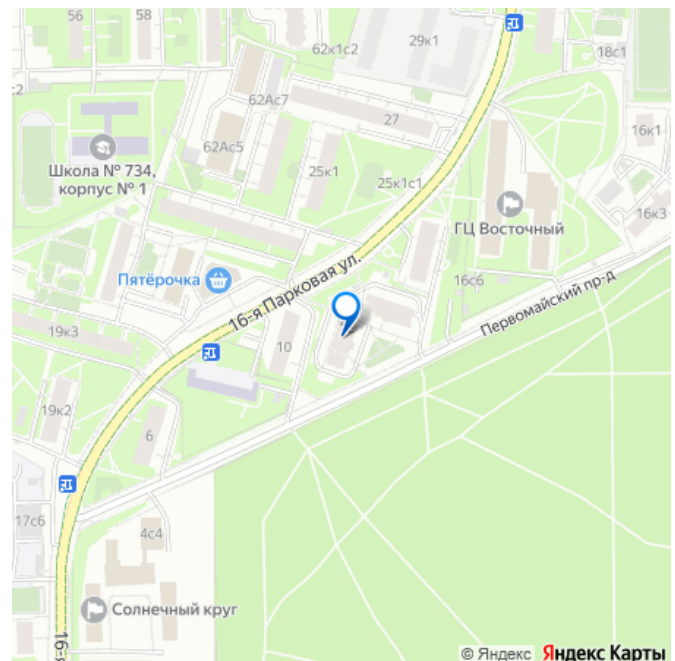 56
58
62к1с2
29к1
18с1
с2
62Ас7
27
16к1
62Ас5
Школа № 734,
корпус № 1
25к1
25к1с1
16к3
ГЦ Восточный
Пятёрочка
16-я Парковая ул.
16с6
Первомайский пр-д
19к3
10
19к2
6
17с6
4с4
Солнечный круг
16-я
© Яндекс Яндекс Карты